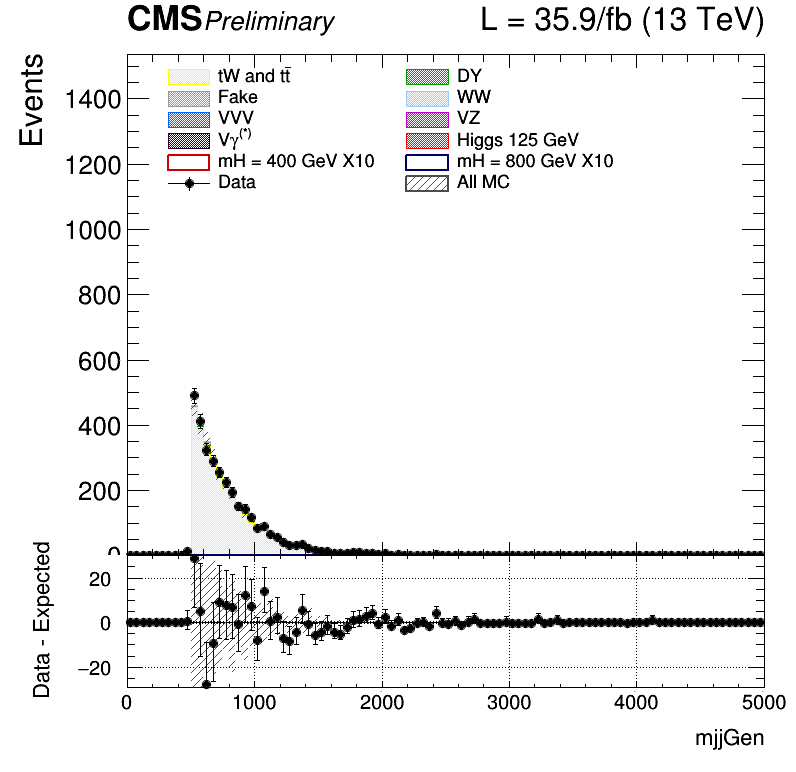 CMS Preliminary L = 35.9/fb (13 TeV)
Events
1400
1200
1000
800
600
400
200
0
tW and tt̄ DY
Fake WW
VVV VZ
Vγ(*) Higgs 125 GeV
mH = 400 GeV X10 mH = 800 GeV X10
Data All MC
Data - Expected
20
0
−20
0 1000 2000 3000 4000 5000
mjjGen